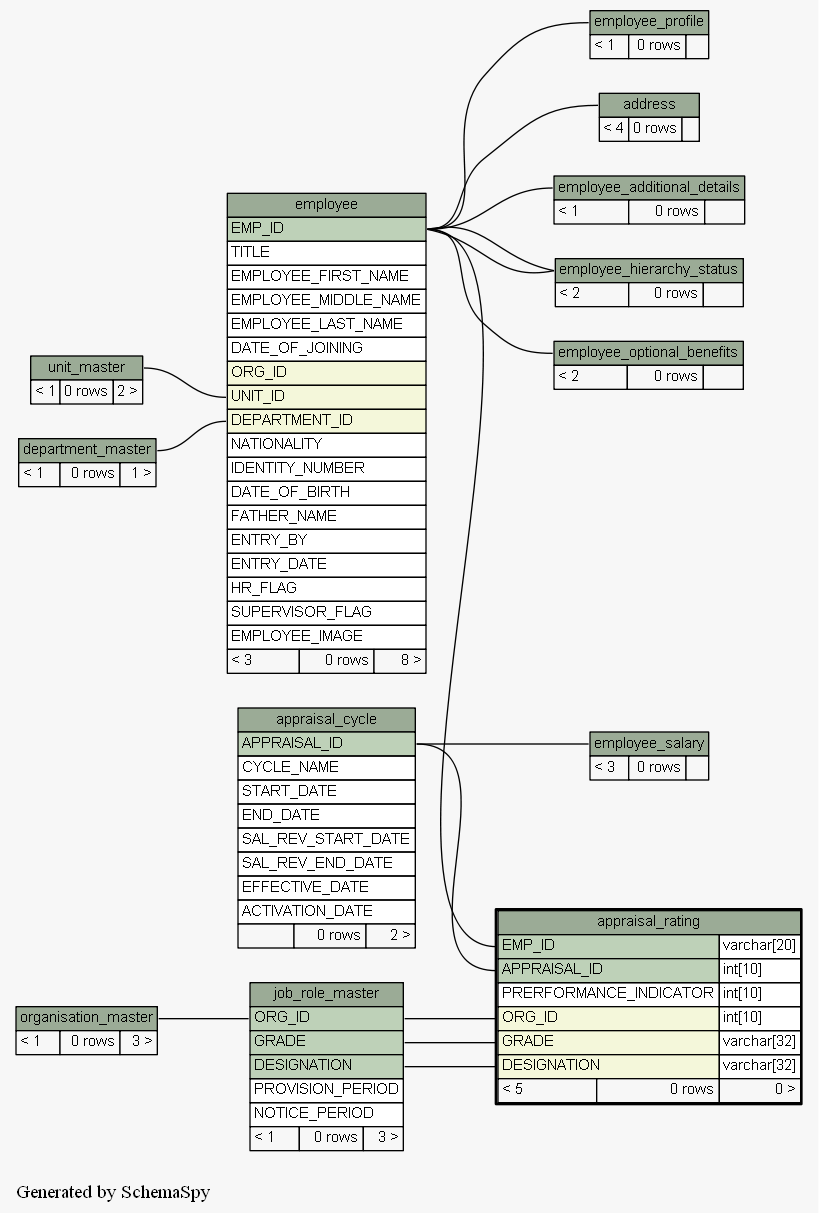 employee_profile
< 1 0 rows
address
< 4 0 rows
employee_additional_details
< 1 0 rows
employee_hierarchy_status
< 2 0 rows
employee_optional_benefits
< 2 0 rows
employee
EMP_ID
TITLE
EMPLOYEE_FIRST_NAME
EMPLOYEE_MIDDLE_NAME
EMPLOYEE_LAST_NAME
DATE_OF_JOINING
ORG_ID
UNIT_ID
DEPARTMENT_ID
NATIONALITY
IDENTITY_NUMBER
DATE_OF_BIRTH
FATHER_NAME
ENTRY_BY
ENTRY_DATE
HR_FLAG
SUPERVISOR_FLAG
EMPLOYEE_IMAGE
< 3 0 rows 8 >
unit_master
< 1 0 rows 2 >
department_master
< 1 0 rows 1 >
appraisal_cycle
APPRAISAL_ID
CYCLE_NAME
START_DATE
END_DATE
SAL_REV_START_DATE
SAL_REV_END_DATE
EFFECTIVE_DATE
ACTIVATION_DATE
0 rows 2 >
employee_salary
< 3 0 rows
appraisal_rating
EMP_ID varchar[20]
APPRAISAL_ID int[10]
PRERFORMANCE_INDICATOR int[10]
ORG_ID int[10]
GRADE varchar[32]
DESIGNATION varchar[32]
< 5 0 rows 0 >
job_role_master
ORG_ID
GRADE
DESIGNATION
PROVISION_PERIOD
NOTICE_PERIOD
< 1 0 rows 3 >
organisation_master
< 1 0 rows 3 >
Generated by SchemaSpy